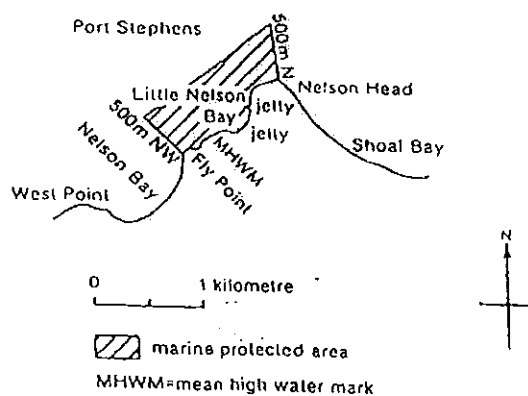 Port Stephens
500m N
Little Nelson Bay
Nelson Head
jelly
jelly
500m NW
MHWM
Fly Point
Nelson Bay
Shoal Bay
West Point
N
0 1 kilometre
marine protected area
MHWM=mean high water mark